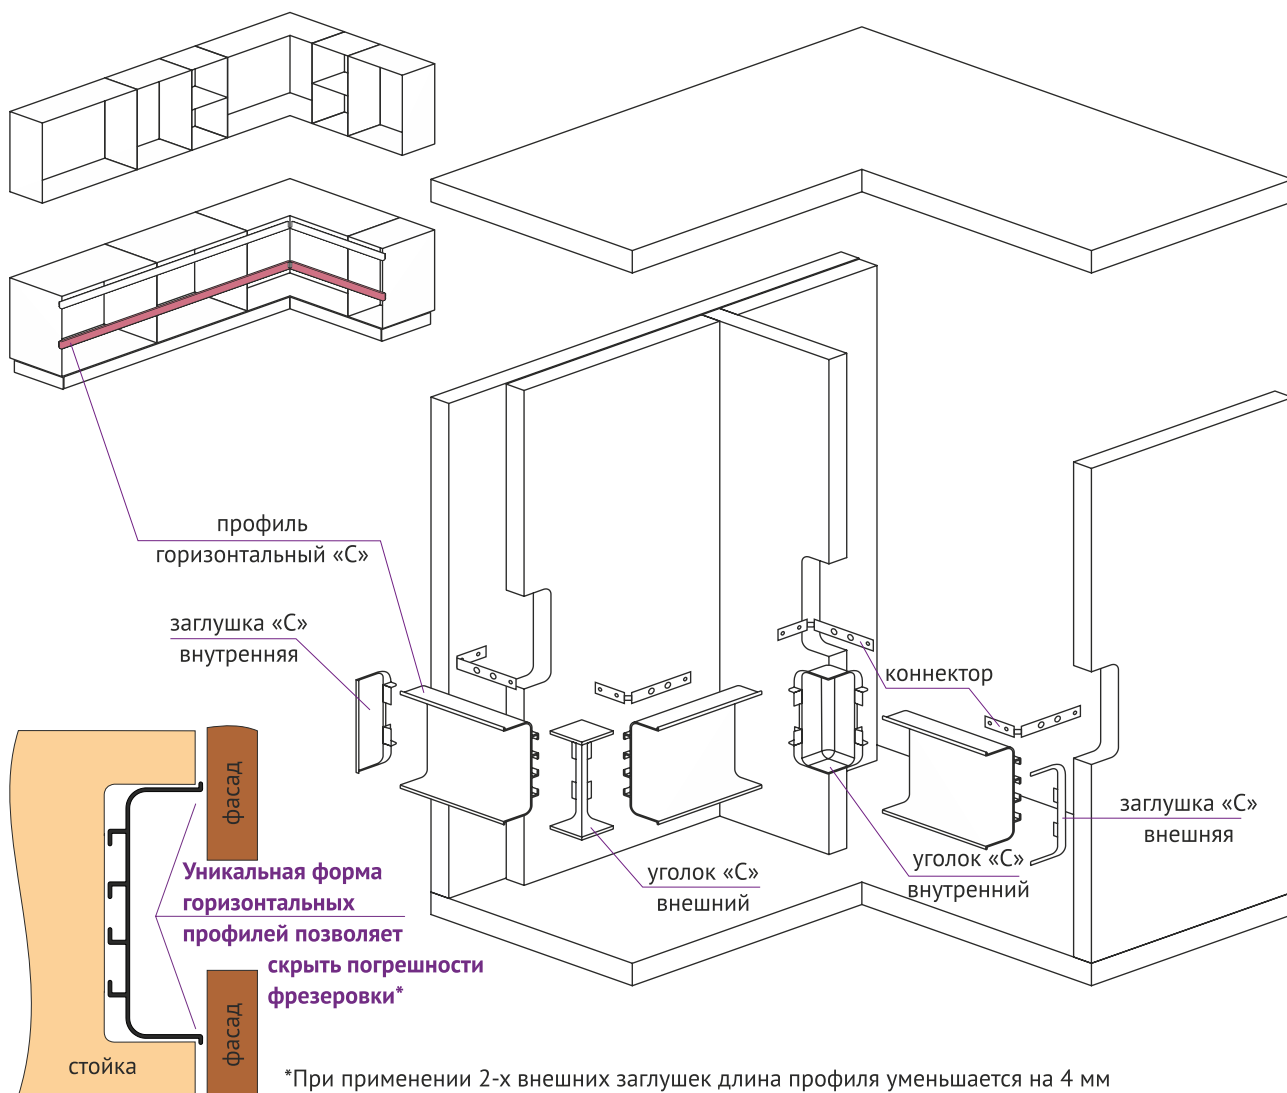 профиль
горизонтальный «С»
заглушка «С»
внутренняя
коннектор
заглушка «С»
внешняя
уголок «С»
внутренний
уголок «С»
внешний
фасад
Уникальная форма
горизонтальных
профилей позволяет
скрыть погрешности
фрезеровки*
фасад
стойка
*При применении 2-х внешних заглушек длина профиля уменьшается на 4 мм